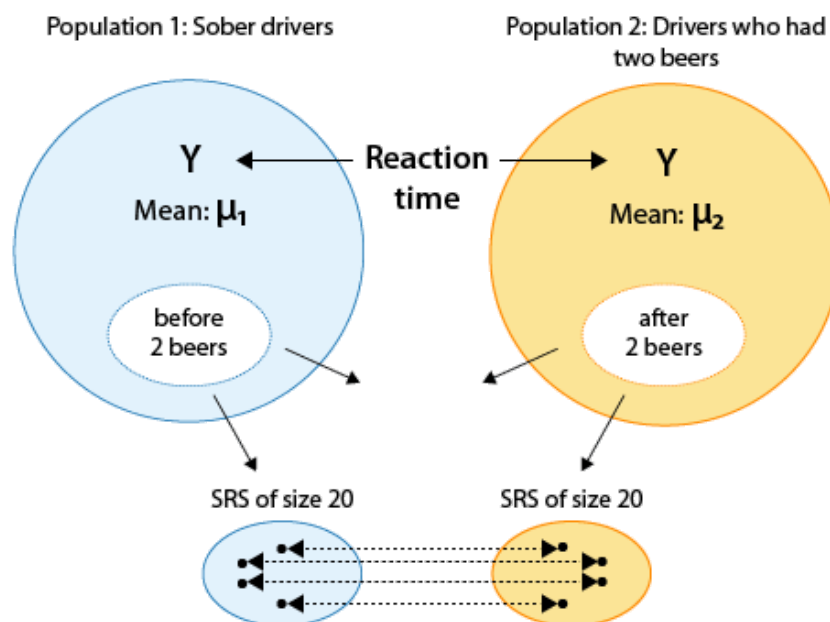 Population 1: Sober drivers
Population 2: Drivers who had
two beers
Y
Reaction
time
Y
Mean: μ₁
Mean: μ₂
before
2 beers
after
2 beers
SRS of size 20
SRS of size 20